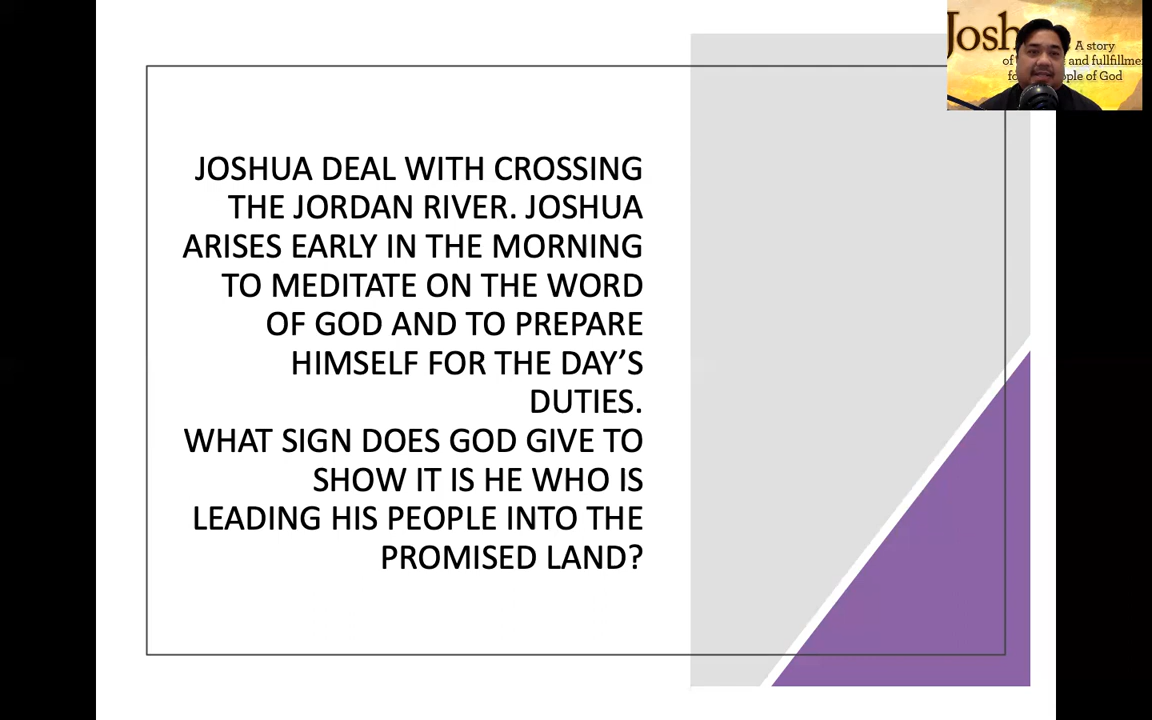 Josh
A story
of
and fullfillme
fo
ople of God
JOSHUA DEAL WITH CROSSING
THE JORDAN RIVER. JOSHUA
ARISES EARLY IN THE MORNING
TO MEDITATE ON THE WORD
OF GOD AND TO PREPARE
HIMSELF FOR THE DAY’S
DUTIES.
WHAT SIGN DOES GOD GIVE TO
SHOW IT IS HE WHO IS
LEADING HIS PEOPLE INTO THE
PROMISED LAND?